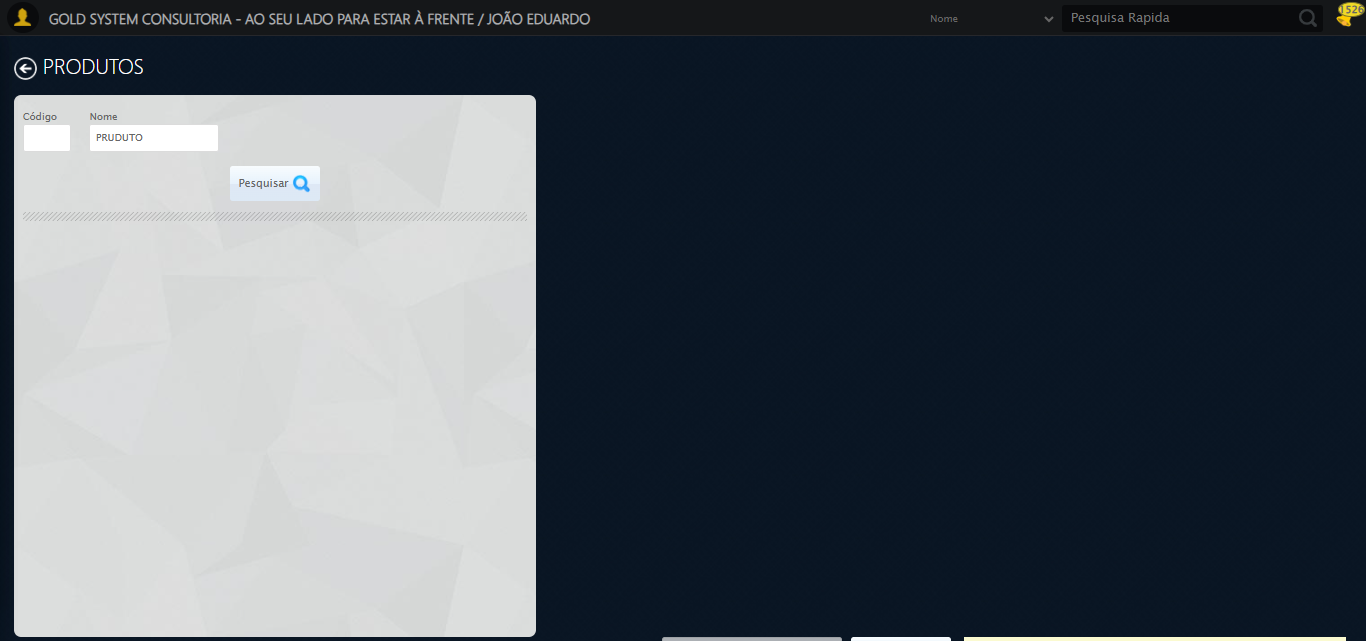 GOLD SYSTEM CONSULTORIA - AO SEU LADO PARA ESTAR À FRENTE / JOÃO EDUARDO
Nome
Pesquisa Rapida
1526
PRODUTOS
Código
Nome
PRUDUTO
Pesquisar